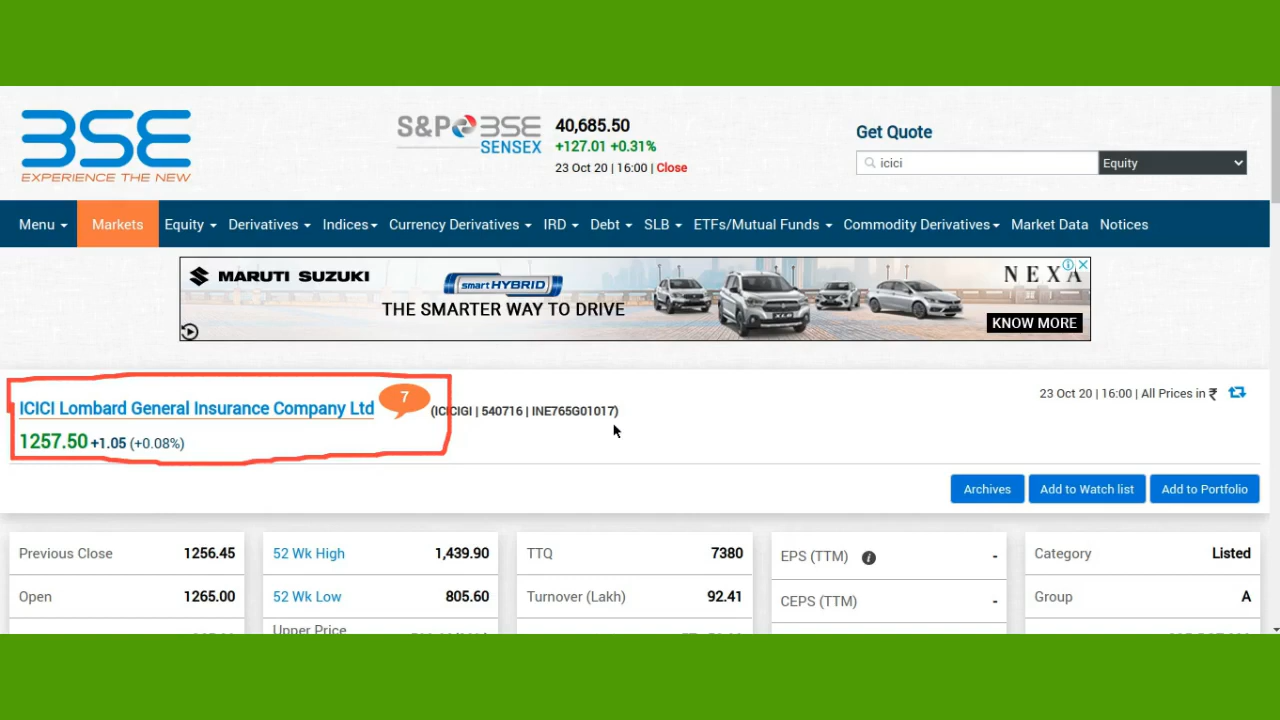 BSE
EXPERIENCE THE NEW
S&P BSE
SENSEX
40,685.50
+127.01 +0.31%
23 Oct 20 | 16:00 | Close
Get Quote
icici
Equity
Menu
Markets
Equity
Derivatives
Indices
Currency Derivatives
IRD
Debt
SLB
ETFs/Mutual Funds
Commodity Derivatives
Market Data
Notices
MARUTI SUZUKI
smart HYBRID
THE SMARTER WAY TO DRIVE
NEXA
KNOW MORE
ICICI Lombard General Insurance Company Ltd
7
(ICICIGI | 540716 | INE765G01017)
1257.50 +1.05 (+0.08%)
23 Oct 20 | 16:00 | All Prices in ₹
Archives
Add to Watch list
Add to Portfolio
Previous Close 1256.45
Open 1265.00
52 Wk High 1,439.90
52 Wk Low 805.60
Upper Price
TTQ 7380
Turnover (Lakh) 92.41
EPS (TTM) -
CEPS (TTM) -
Category Listed
Group A